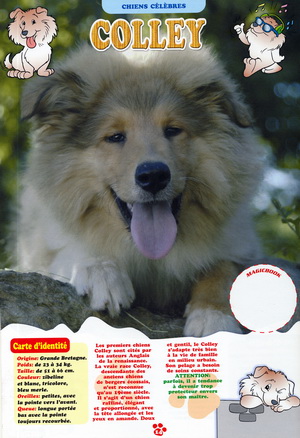 CHIENS CÉLÈBRES
COLLEY
MAGICBOOK
Carte d'identité
Origine: Grande Bretagne.
Poids: de 23 à 34 kg.
Taille: de 51 à 66 cm.
Couleur: sibeline
et blanc, tricolore,
bleu merle.
Oreilles: petites, avec
la pointe vers l'avant.
Queue: longue portée
bas avec la pointe
toujours recourbée.
Les premiers chiens
Colley sont cités par
les auteurs Anglais
de la renaissance.
La vraie race Colley,
descendante des
anciens chiens
de bergers écossais,
n'est reconnue
qu'au 19ème siècle.
Il s'agit d'un chien
raffiné, élégant
et proportionné, avec
la tête allongée et les
yeux en amande. Doux
et gentil, le Colley
s'adapte très bien
à la vie de famille
en milieu urbain.
Son pelage a besoin
de soins constants.
ATTENTION:
parfois, il a tendance
à devenir trop
protecteur envers
son maître.